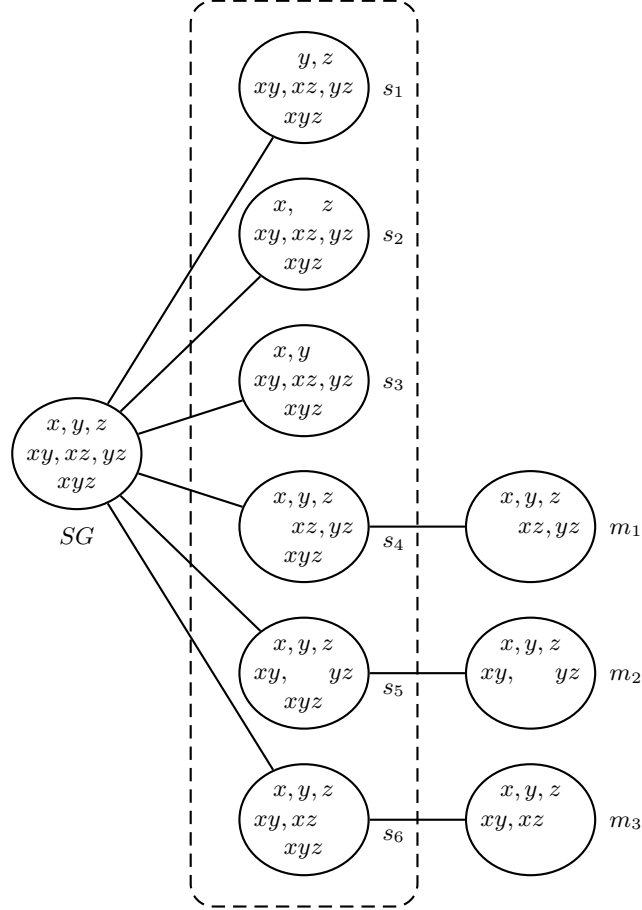 y, z
xy, xz, yz
xyz
s₁
x, z
xy, xz, yz
xyz
s₂
x, y
xy, xz, yz
xyz
s₃
x, y, z
xy, xz, yz
xyz
SG
x, y, z
xz, yz
xyz
s₄
x, y, z
xz, yz
m₁
x, y, z
xy, yz
xyz
s₅
x, y, z
xy, yz
m₂
x, y, z
xy, xz
xyz
s₆
x, y, z
xy, xz
m₃